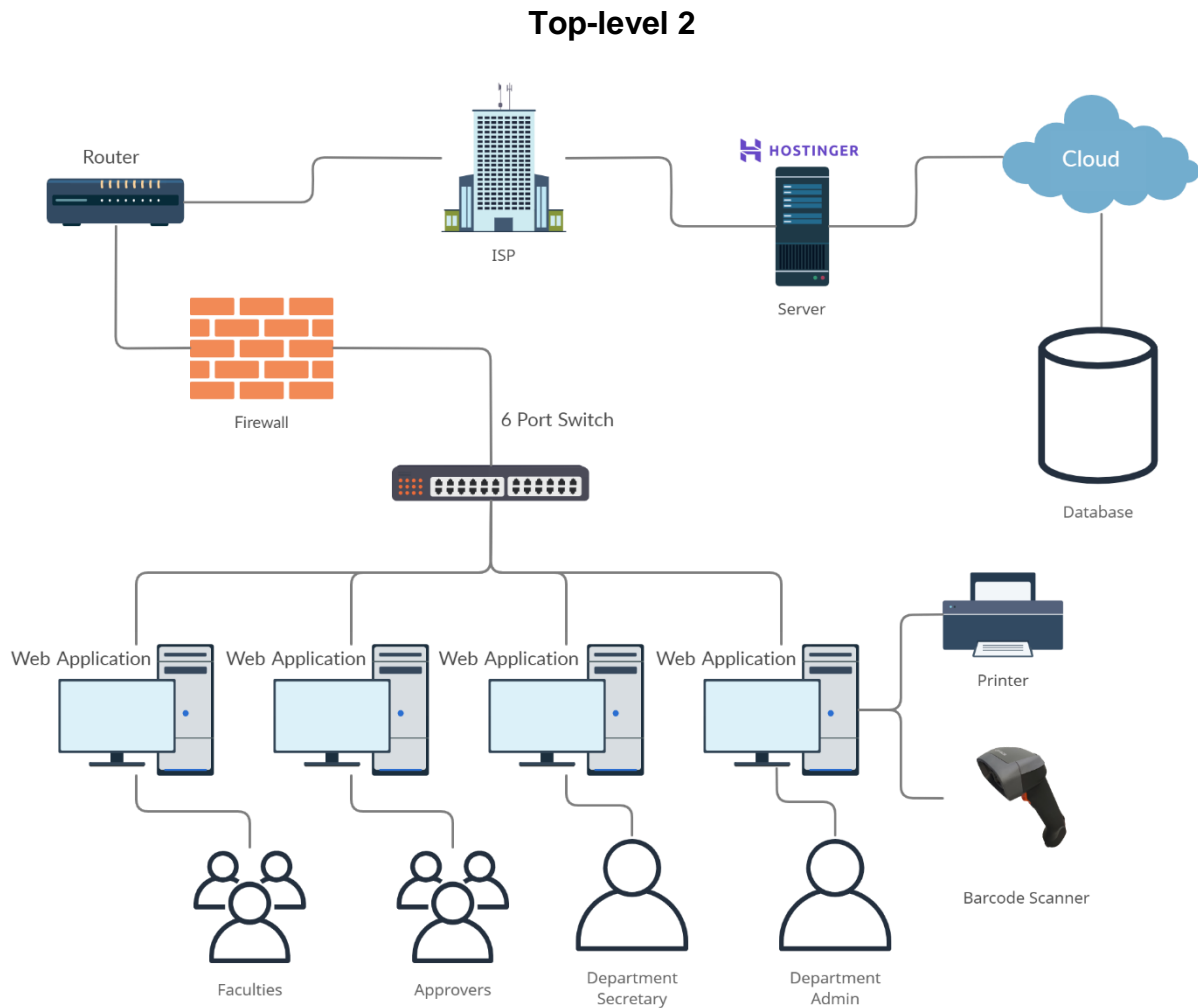 Top-level 2
Router
HOSTINGER
Cloud
ISP
Server
Firewall
6 Port Switch
Database
Web Application
Web Application
Web Application
Web Application
Printer
Barcode Scanner
Faculties
Approvers
Department
Secretary
Department
Admin